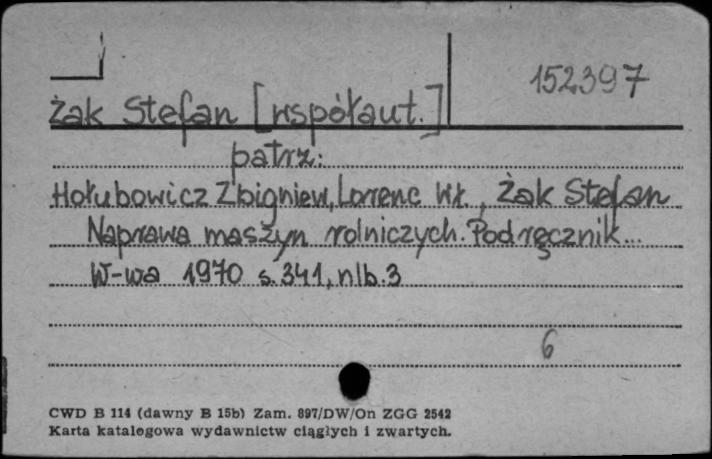 152397
Żak Stefan [współaut.]
patrz:
Hołubowicz Zbigniew, Lorenc Wł., Żak Stefan
Naprawa maszyn rolniczych. Podręcznik...
W-wa 1970 s. 341, nlb. 3
6
CWD B 114 (dawny B 15b) Zam. 897/DW/On ZGG 2542
Karta katalogowa wydawnictw ciągłych i zwartych.